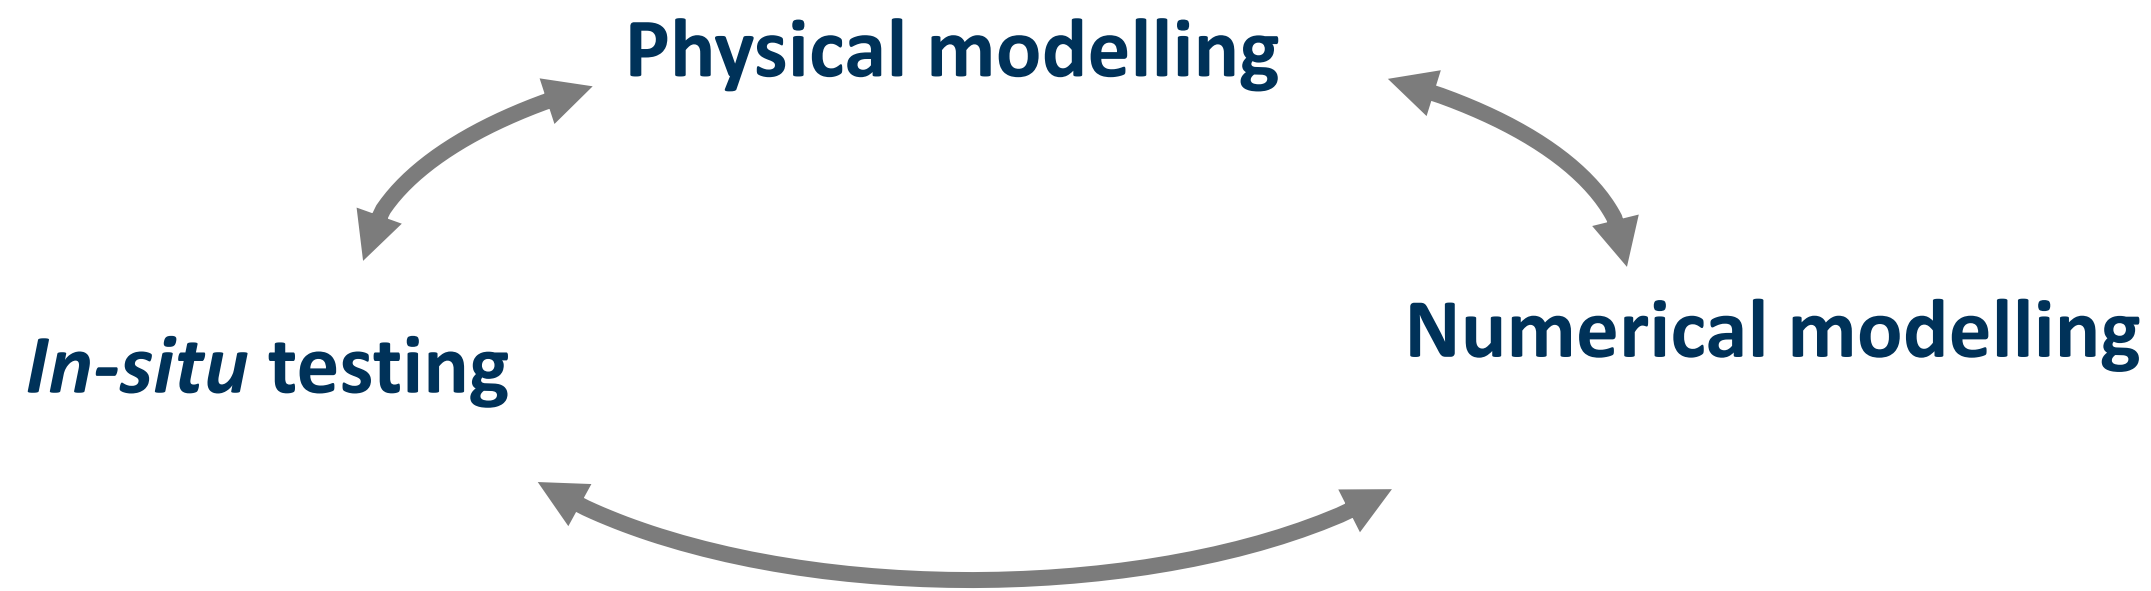 Physical modelling
Numerical modelling
In-situ testing